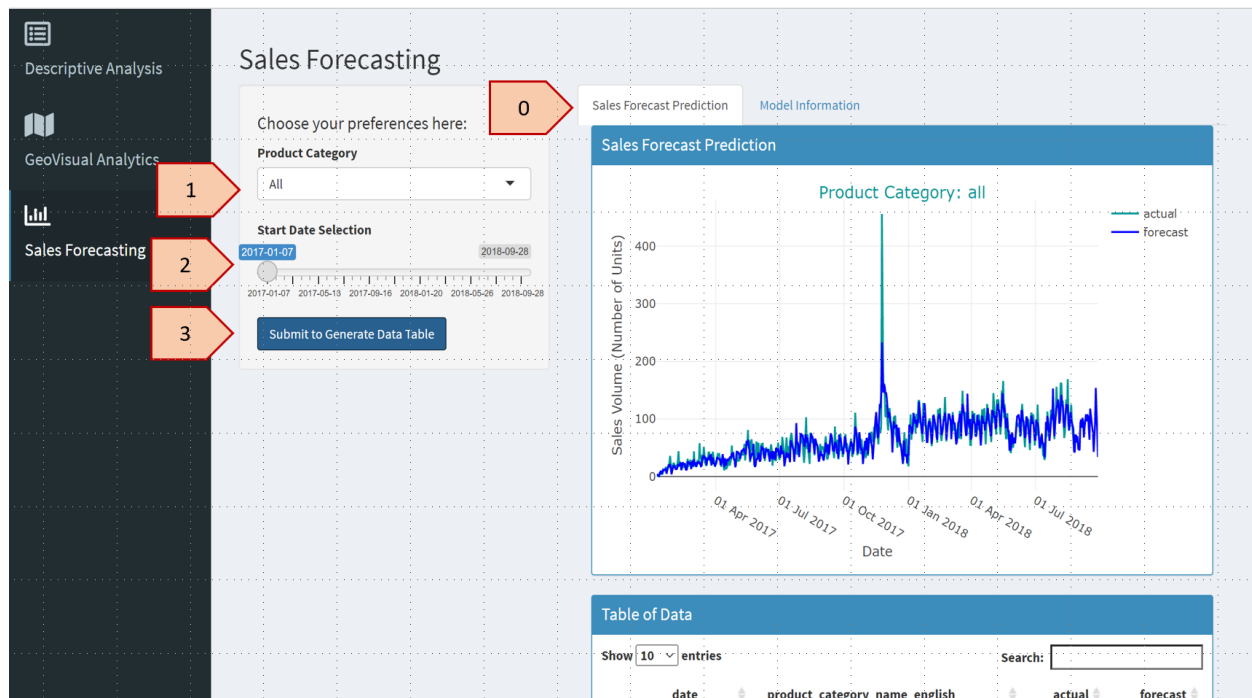 Descriptive Analysis
GeoVisual Analytics
Sales Forecasting
Sales Forecasting
Choose your preferences here:
Product Category
All
Start Date Selection
2017-01-07 2018-09-28
2017-01-07 2017-05-13 2017-09-16 2018-01-20 2018-05-26 2018-09-28
Submit to Generate Data Table
0
1
2
3
Sales Forecast Prediction Model Information
Sales Forecast Prediction
Product Category: all
actual
forecast
Sales Volume (Number of Units)
400
300
200
100
0
01 Apr 2017 01 Jul 2017 01 Oct 2017 01 Jan 2018 01 Apr 2018 01 Jul 2018
Date
Table of Data
Show 10 entries Search:
date product_category_name_english actual forecast